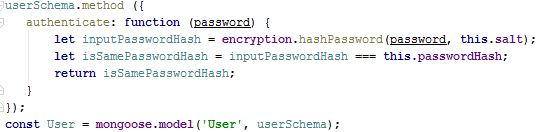 userSchema.method ({
    authenticate: function (password) {
        let inputPasswordHash = encryption.hashPassword(password, this.salt);
        let isSamePasswordHash = inputPasswordHash === this.passwordHash;
        return isSamePasswordHash;
    }
});
const User = mongoose.model('User', userSchema);